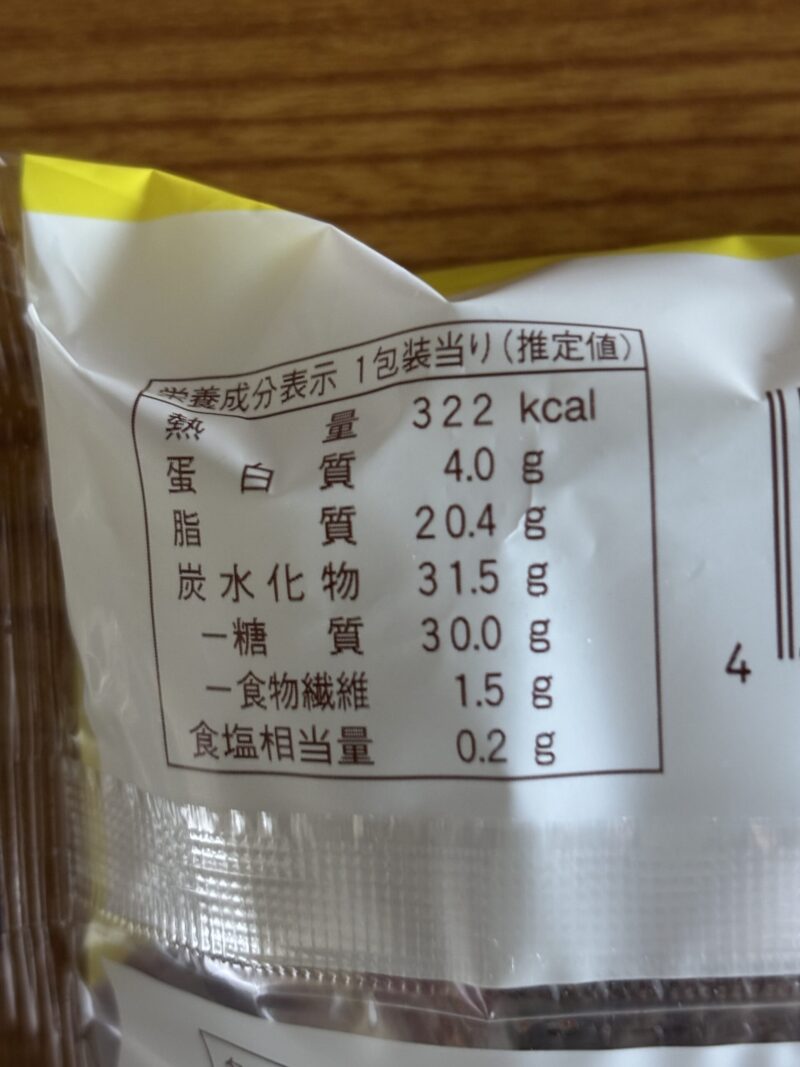 栄養成分表示 1包装当り(推定値)
熱量 322 kcal
蛋白質 4.0 g
脂質 20.4 g
炭水化物 31.5 g
－糖質 30.0 g
－食物繊維 1.5 g
食塩相当量 0.2 g
4